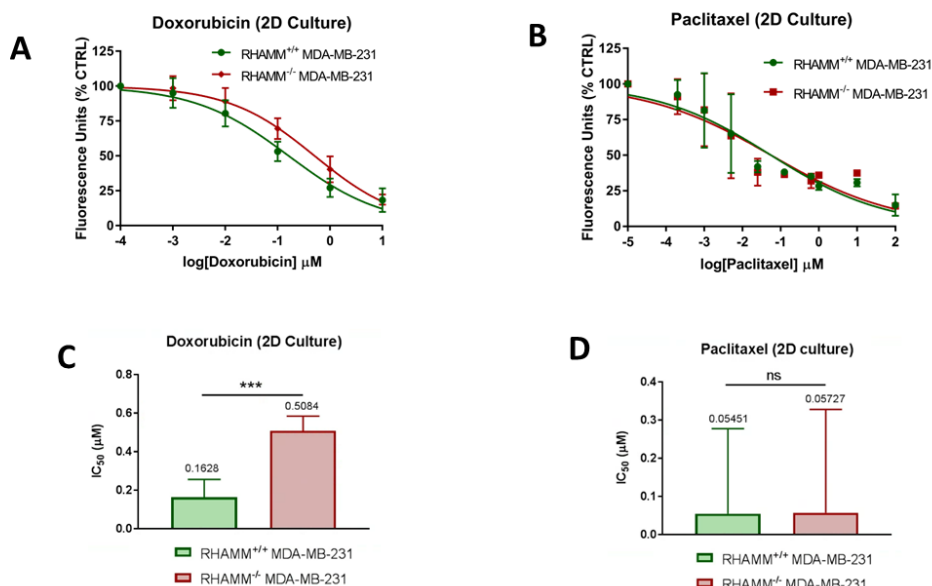 A
Doxorubicin (2D Culture)
RHAMM+/+ MDA-MB-231
RHAMM-/- MDA-MB-231
Fluorescence Units (% CTRL)
125
100
75
50
25
0
-4 -3 -2 -1 0 1
log[Doxorubicin] μM
B
Paclitaxel (2D Culture)
RHAMM+/+ MDA-MB-231
RHAMM-/- MDA-MB-231
Fluorescence Units (% CTRL)
125
100
75
50
25
0
-5 -4 -3 -2 -1 0 1 2
log[Paclitaxel] μM
C
Doxorubicin (2D Culture)
IC50 (μM)
0.8
0.6
0.4
0.2
0.0
***
0.1628
0.5084
RHAMM+/+ MDA-MB-231
RHAMM-/- MDA-MB-231
D
Paclitaxel (2D culture)
IC50 (μM)
0.4
0.3
0.2
0.1
0.0
ns
0.05451
0.05727
RHAMM+/+ MDA-MB-231
RHAMM-/- MDA-MB-231